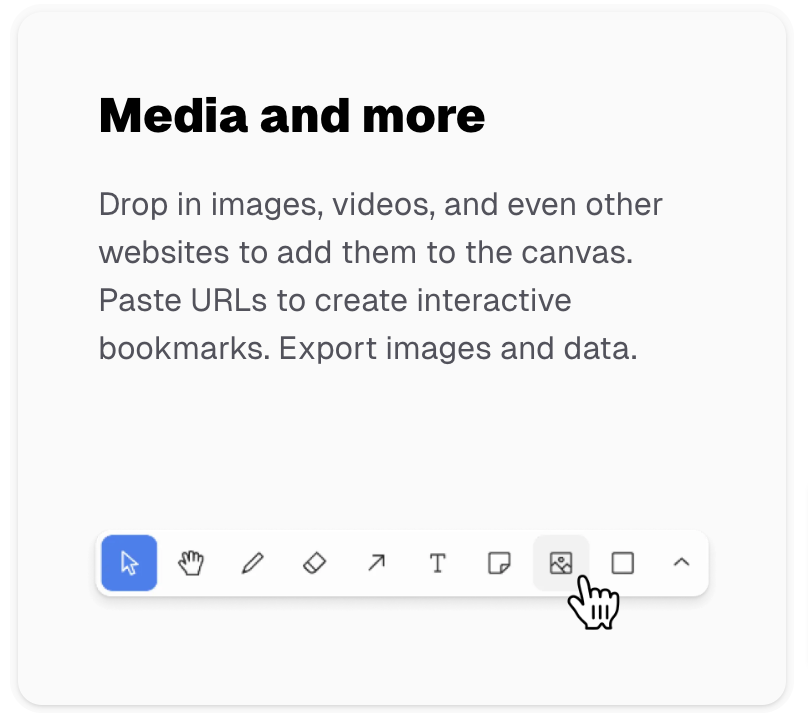 Media and more
Drop in images, videos, and even other
websites to add them to the canvas.
Paste URLs to create interactive
bookmarks. Export images and data.
T